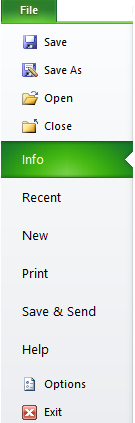 File
Save
Save As
Open
Close
Info
Recent
New
Print
Save & Send
Help
Options
Exit